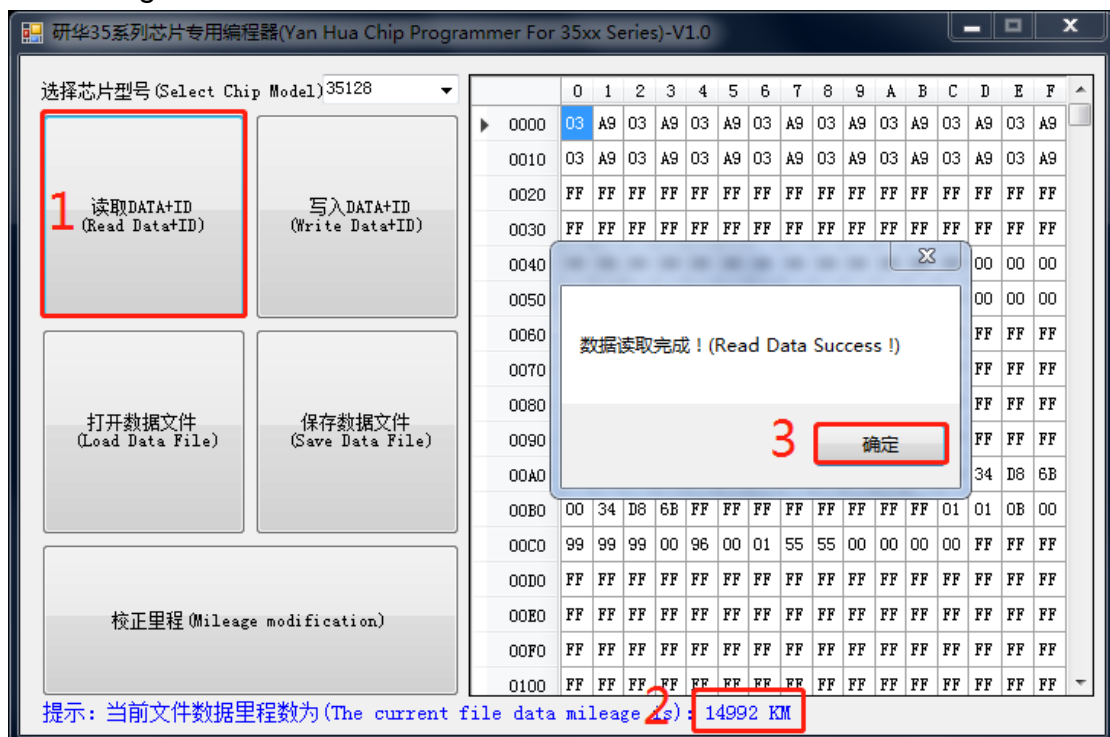 研华35系列芯片专用编程器(Yan Hua Chip Programmer For 35xx Series)-V1.0
选择芯片型号(Select Chip Model) 35128
0 1 2 3 4 5 6 7 8 9 A B C D E F
0000 03 A9 03 A9 03 A9 03 A9 03 A9 03 A9 03 A9 03 A9
0010 03 A9 03 A9 03 A9 03 A9 03 A9 03 A9 03 A9 03 A9
0020 FF FF FF FF FF FF FF FF FF FF FF FF FF FF FF FF
0030 FF FF FF FF FF FF FF FF FF FF FF FF FF FF FF FF
0040 00 00 00
0050 00 00 00
0060 FF FF FF
0070 FF FF FF
0080 FF FF FF
0090 FF FF FF
00A0 34 D8 6B
00B0 00 34 D8 6B FF FF FF FF FF FF FF FF 01 01 0B 00
00C0 99 99 99 00 96 00 01 55 55 00 00 00 00 FF FF FF
00D0 FF FF FF FF FF FF FF FF FF FF FF FF FF FF FF FF
00E0 FF FF FF FF FF FF FF FF FF FF FF FF FF FF FF FF
00F0 FF FF FF FF FF FF FF FF FF FF FF FF FF FF FF FF
0100 FF FF FF FF FF FF FF FF FF FF FF FF FF FF FF FF
1
读取DATA+ID
(Read Data+ID)
写入DATA+ID
(Write Data+ID)
打开数据文件
(Load Data File)
保存数据文件
(Save Data File)
校正里程(Mileage modification)
数据读取完成！(Read Data Success !)
3
确定
提示：当前文件数据里程数为(The current file data mileage is)：14992 KM
2